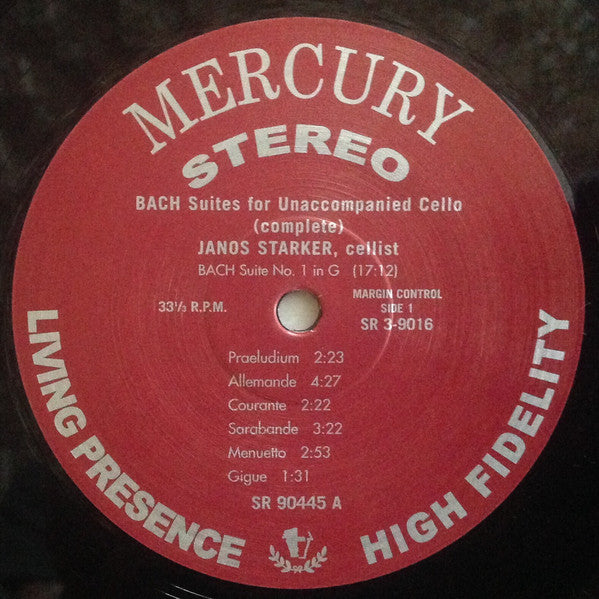 MERCURY
STEREO
BACH Suites for Unaccompanied Cello
(complete)
JANOS STARKER, cellist
BACH Suite No. 1 in G (17:12)
33⅓ R.P.M.
MARGIN CONTROL
SIDE 1
SR 3-9016
Praeludium 2:23
Allemande 4:27
Courante 2:22
Sarabande 3:22
Menuetto 2:53
Gigue 1:31
SR 90445 A
LIVING PRESENCE
HIGH FIDELITY